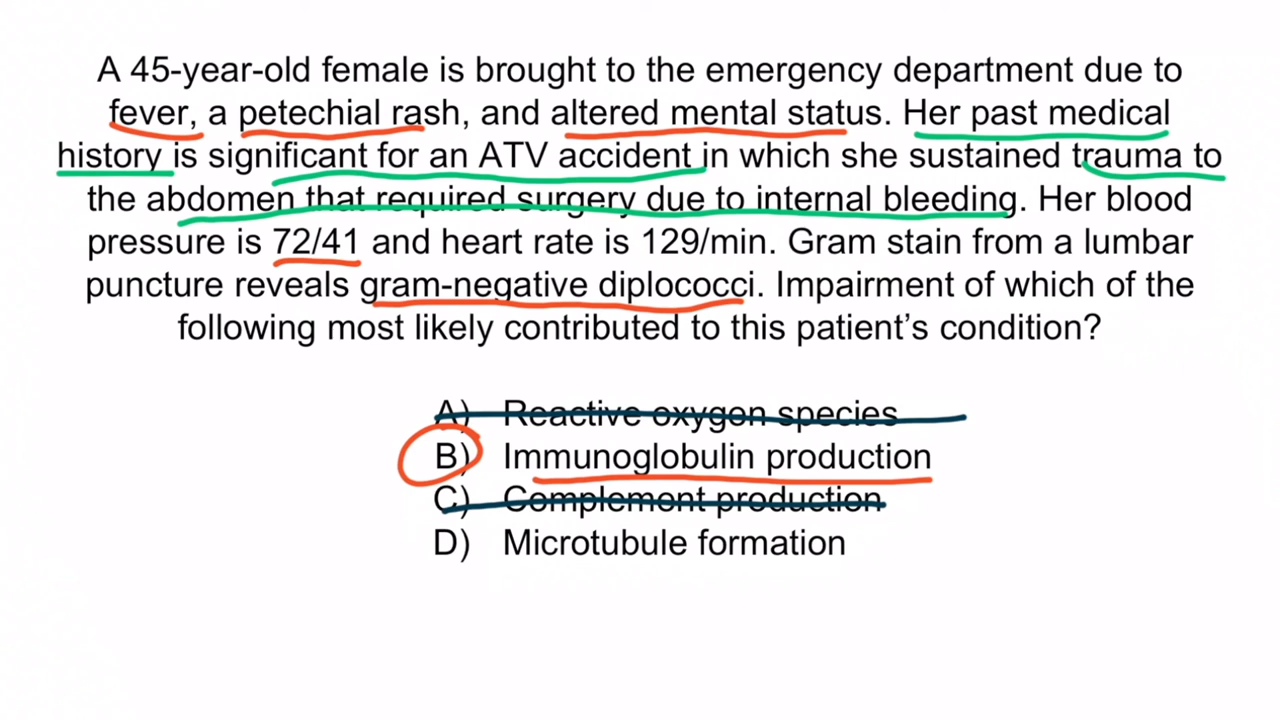 A 45-year-old female is brought to the emergency department due to
fever, a petechial rash, and altered mental status. Her past medical
history is significant for an ATV accident in which she sustained trauma to
the abdomen that required surgery due to internal bleeding. Her blood
pressure is 72/41 and heart rate is 129/min. Gram stain from a lumbar
puncture reveals gram-negative diplococci. Impairment of which of the
following most likely contributed to this patient’s condition?
A) Reactive oxygen species
B) Immunoglobulin production
C) Complement production
D) Microtubule formation